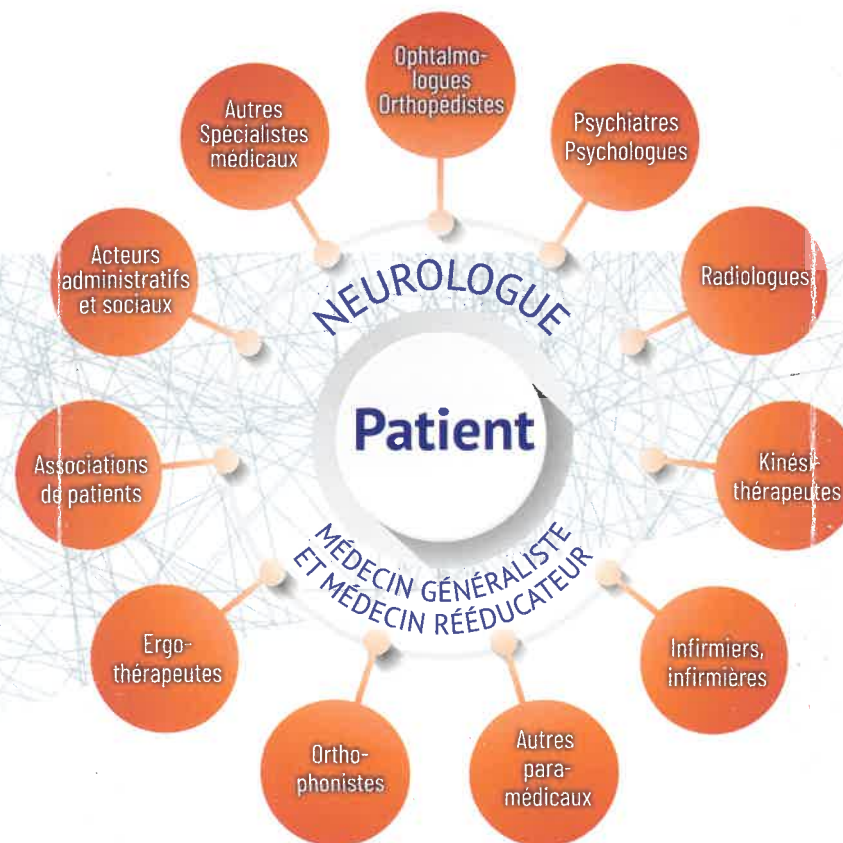 Ophtalmo-
logues
Orthopédistes
Autres
Spécialistes
médicaux
Psychiatres
Psychologues
Acteurs
administratifs
et sociaux
Radiologues
NEUROLOGUE
Patient
Associations
de patients
Kinési-
thérapeutes
MÉDECIN GÉNÉRALISTE
ET MÉDECIN RÉÉDUCATEUR
Ergo-
thérapeutes
Infirmiers,
infirmières
Ortho-
phonistes
Autres
para-
médicaux